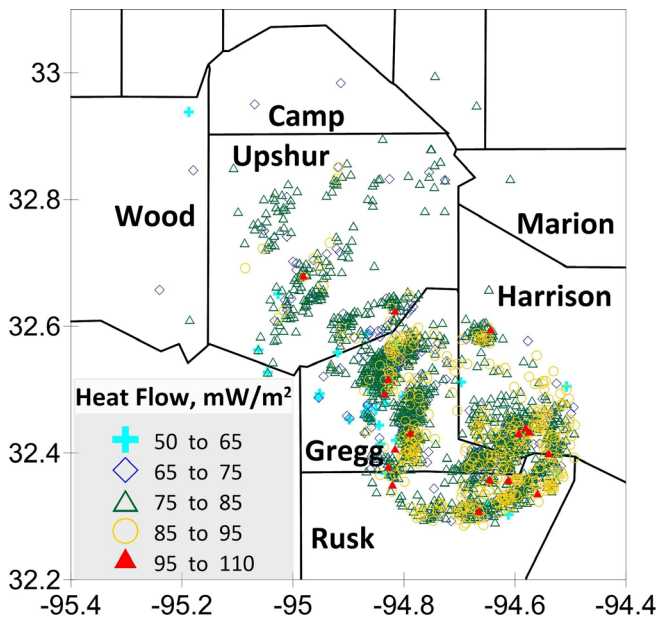 33
32.8
32.6
32.4
32.2
-95.4
-95.2
-95
-94.8
-94.6
-94.4
Camp
Upshur
Wood
Marion
Harrison
Gregg
Rusk
Heat Flow, mW/m²
50 to 65
65 to 75
75 to 85
85 to 95
95 to 110